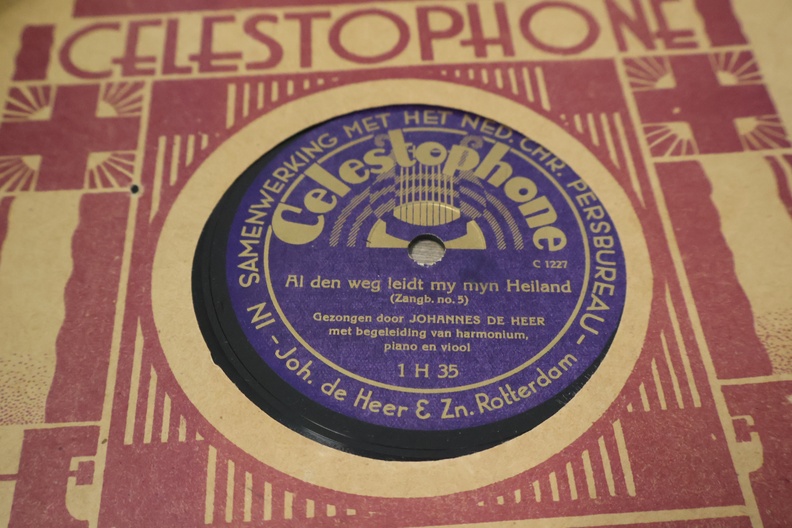 CELESTOPHONE
IN SAMENWERKING MET HET NED. CHR. PERSBUREAU -
Celestophone
C 1227
Al den weg leidt my myn Heiland
(Zangb. no. 5)
Gezongen door JOHANNES DE HEER
met begeleiding van harmonium,
piano en viool
1 H 35
- Joh. de Heer & Zn. Rotterdam -